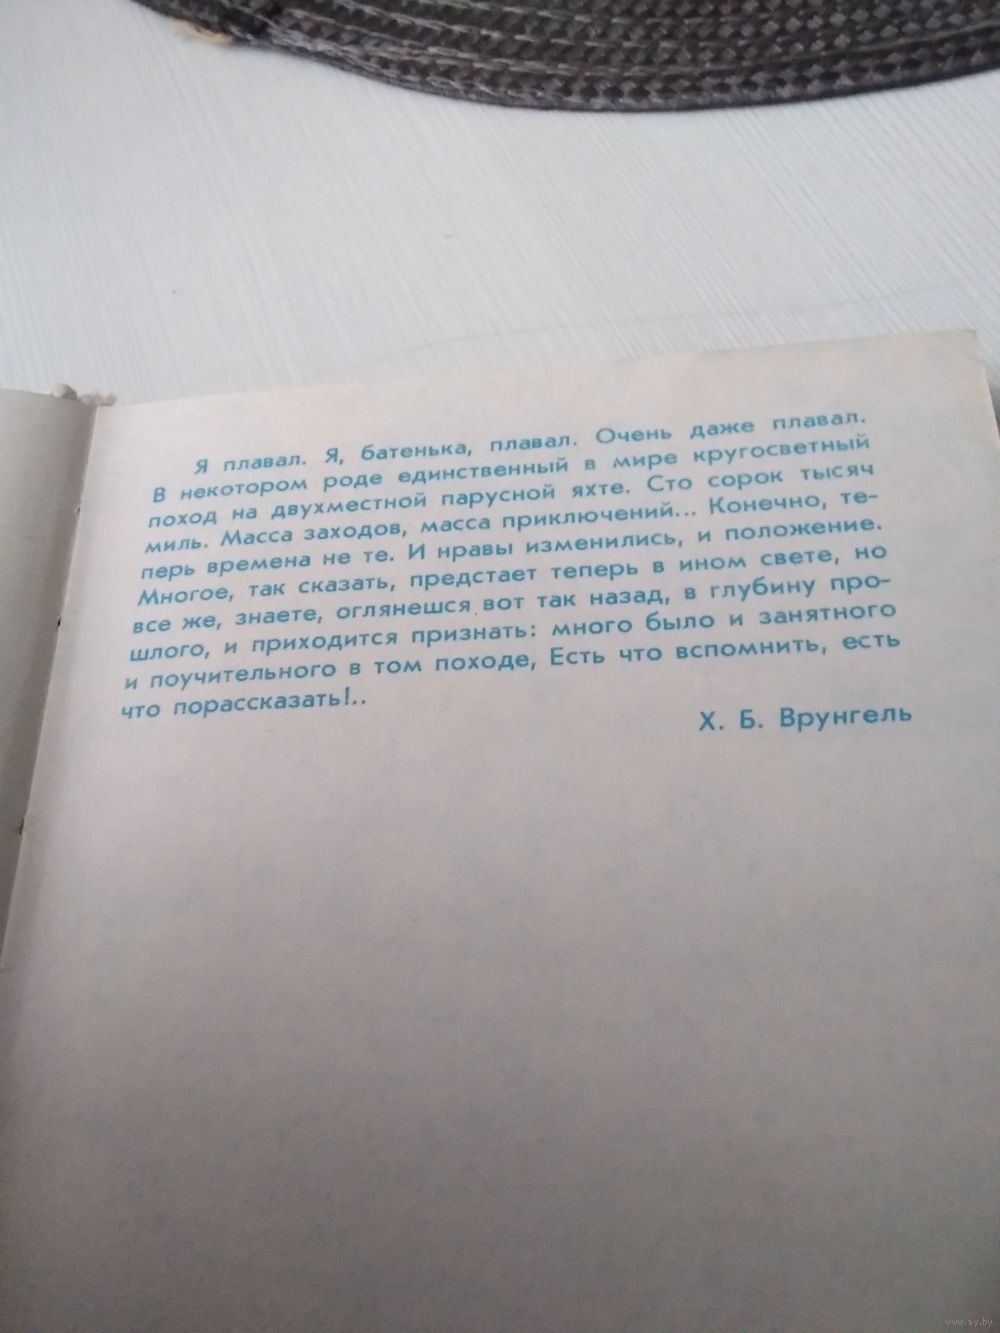 Я плавал. Я, батенька, плавал. Очень даже плавал.
В некотором роде единственный в мире кругосветный
поход на двухместной парусной яхте. Сто сорок тысяч
миль. Масса заходов, масса приключений... Конечно, те-
перь времена не те. И нравы изменились, и положение.
Многое, так сказать, предстает теперь в ином свете, но
все же, знаете, оглянешся вот так назад, в глубину про-
шлого, и приходится признать: много было и занятного
и поучительного в том походе, Есть что вспомнить, есть
что порассказать!..
Х. Б. Врунгель
www.ay.by